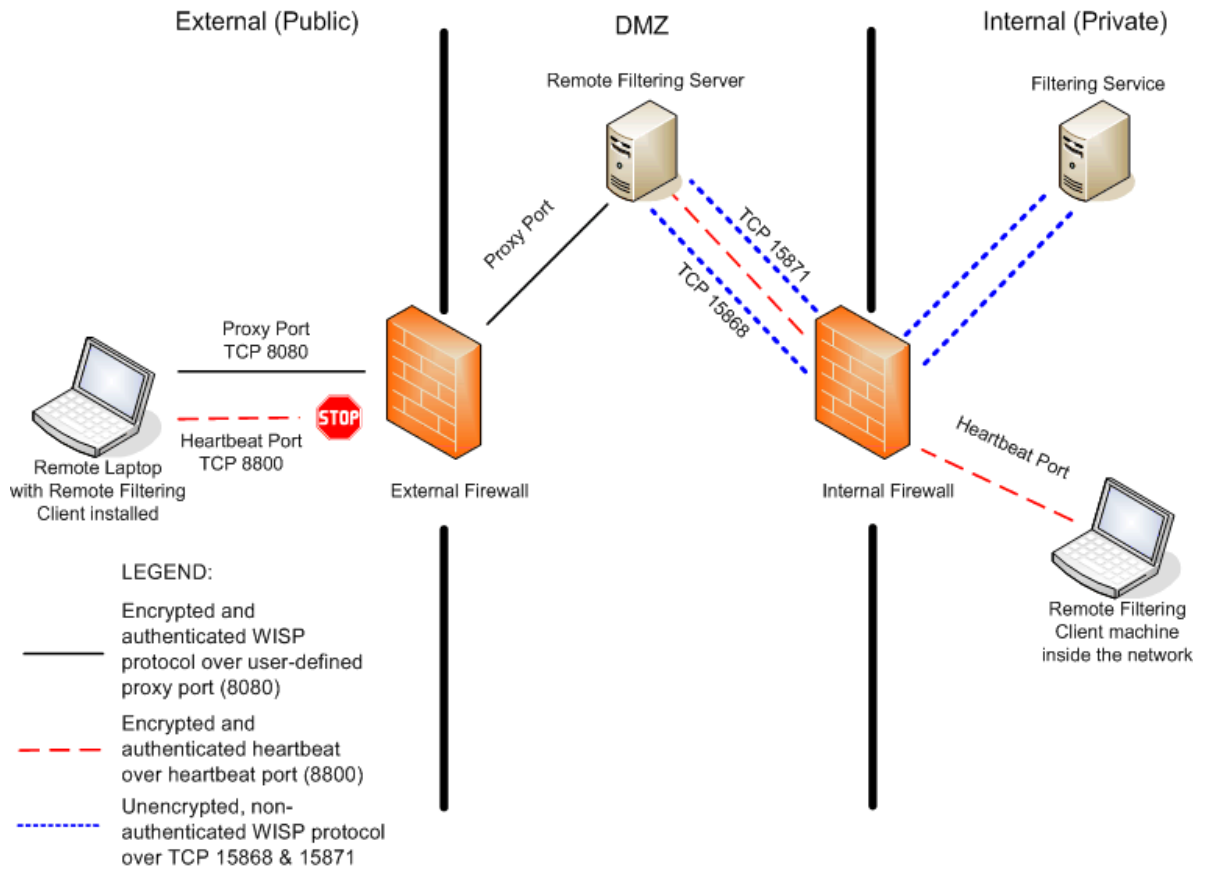 External (Public)
DMZ
Internal (Private)
Remote Filtering Server
Filtering Service
Proxy Port
TCP 15871
TCP 15868
Proxy Port
TCP 8080
STOP
Heartbeat Port
TCP 8800
Remote Laptop
with Remote Filtering
Client installed
External Firewall
Internal Firewall
Heartbeat Port
Remote Filtering
Client machine
inside the network
LEGEND:
Encrypted and
authenticated WISP
protocol over user-defined
proxy port (8080)
Encrypted and
authenticated heartbeat
over heartbeat port (8800)
Unencrypted, non-
authenticated WISP protocol
over TCP 15868 & 15871